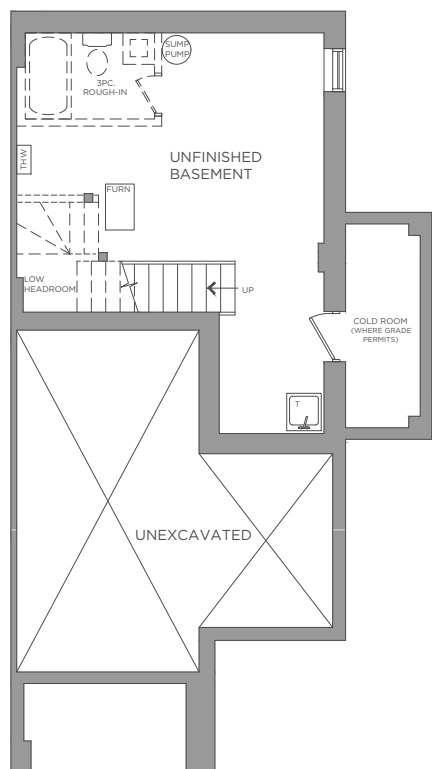 SUMP
PUMP
3PC.
ROUGH-IN
THW
UNFINISHED
BASEMENT
FURN
LOW
HEADROOM
UP
COLD ROOM
(WHERE GRADE
PERMITS)
T
UNEXCAVATED